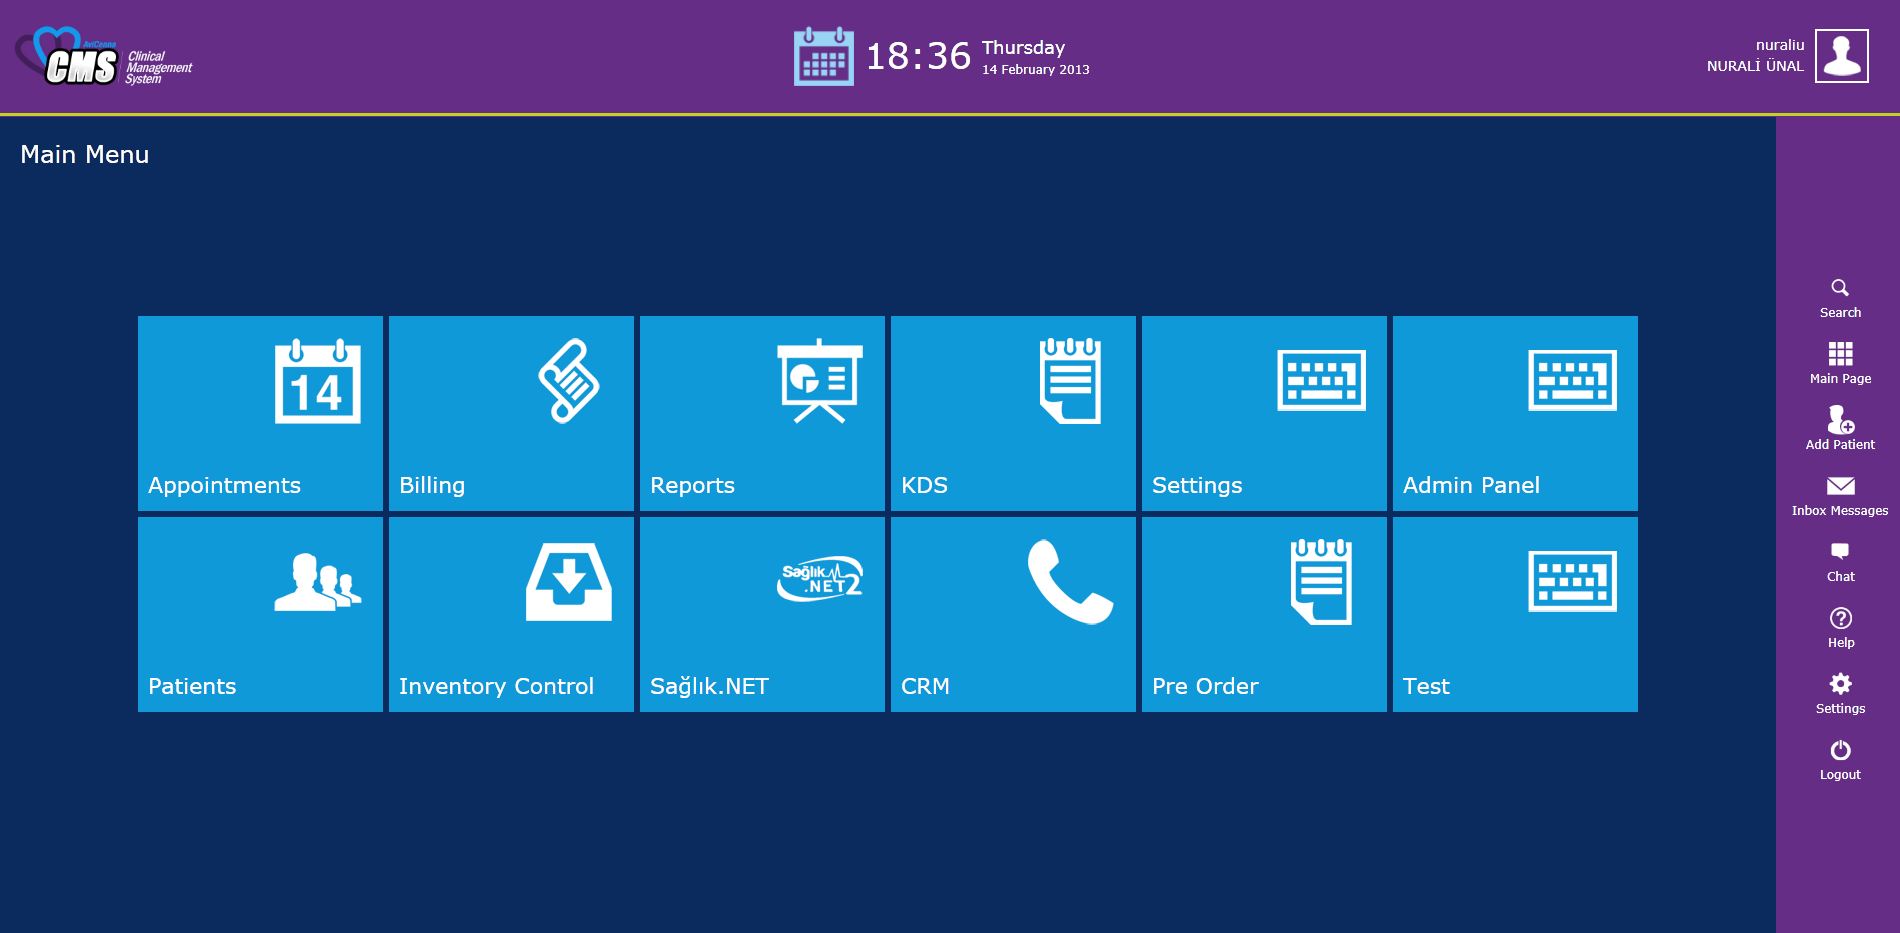 AviCenna
CMS
Clinical
Management
System
18:36
Thursday
14 February 2013
nuraliu
NURALİ ÜNAL
Main Menu
14
Appointments
Billing
Reports
KDS
Settings
Admin Panel
Patients
Inventory Control
Sağlık
.NET2
Sağlık.NET
CRM
Pre Order
Test
Search
Main Page
Add Patient
Inbox Messages
Chat
?
Help
Settings
Logout